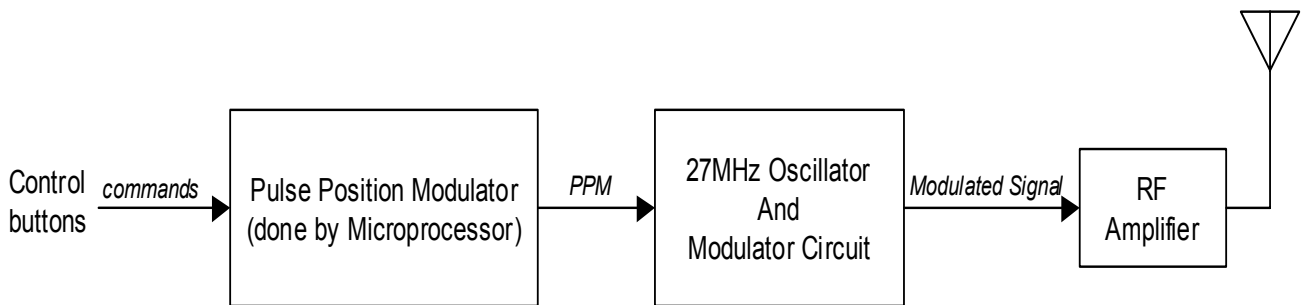 Control
buttons
commands
Pulse Position Modulator
(done by Microprocessor)
PPM
27MHz Oscillator
And
Modulator Circuit
Modulated Signal
RF
Amplifier